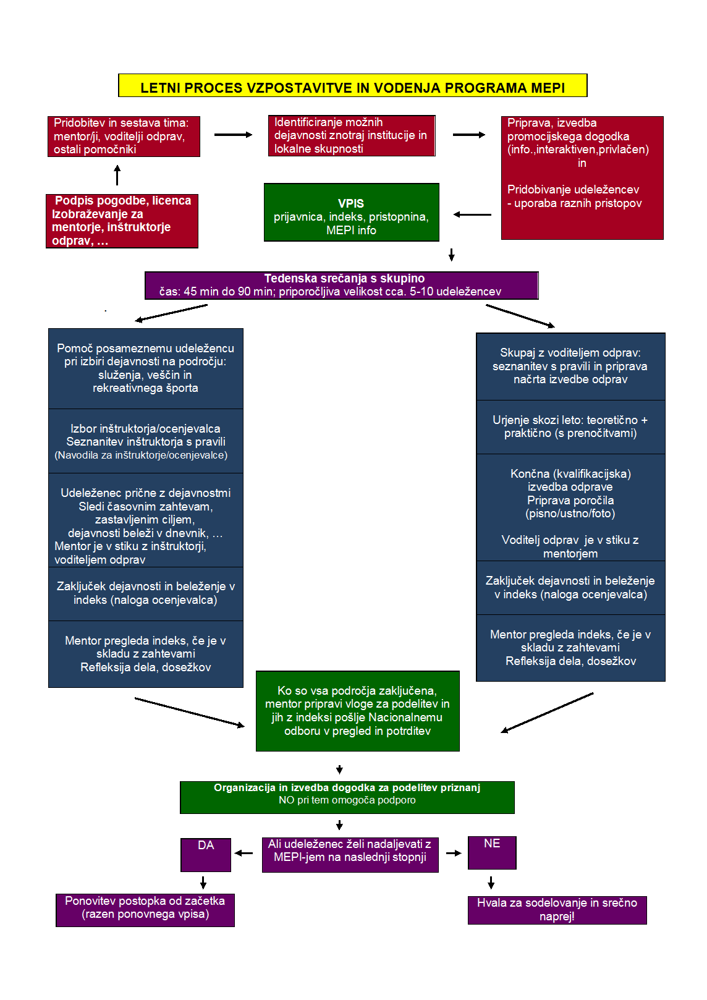 LETNI PROCES VZPOSTAVITVE IN VODENJA PROGRAMA MEPI
Pridobitev in sestava tima:
mentor/ji, voditelji odprav,
ostali pomočniki
Identificiranje možnih
dejavnosti znotraj institucije in
lokalne skupnosti
Priprava, izvedba
promocijskega dogodka
(info.,interaktiven,privlačen)
in
Pridobivanje udeležencev
- uporaba raznih pristopov
Podpis pogodbe, licenca
Izobraževanje za
mentorje, inštruktorje
odprav, ...
VPIS
prijavnica, indeks, pristopnina,
MEPI info
Tedenska srečanja s skupino
čas: 45 min do 90 min; priporočljiva velikost cca. 5-10 udeležencev
.
Pomoč posameznemu udeležencu
pri izbiri dejavnosti na področju:
služenja, veščin in
rekreativnega športa
Izbor inštruktorja/ocenjevalca
Seznanitev inštruktorja s pravili
(Navodila za inštruktorje/ocenjevalce)
Udeleženec prične z dejavnostmi
Sledi časovnim zahtevam,
zastavljenim ciljem,
dejavnosti beleži v dnevnik, ...
Mentor je v stiku z inštruktorji,
voditeljem odprav
Zaključek dejavnosti in beleženje v
indeks (naloga ocenjevalca)
Mentor pregleda indeks, če je v
skladu z zahtevami
Refleksija dela, dosežkov
Skupaj z voditeljem odprav:
seznanitev s pravili in priprava
načrta izvedbe odprav
Urjenje skozi leto: teoretično +
praktično (s prenočitvami)
Končna (kvalifikacijska)
izvedba odprave
Priprava poročila
(pisno/ustno/foto)
Voditelj odprav je v stiku z
mentorjem
Zaključek dejavnosti in beleženje
v indeks (naloga ocenjevalca)
Mentor pregleda indeks, če je v
skladu z zahtevami
Refleksija dela, dosežkov
Ko so vsa področja zaključena,
mentor pripravi vloge za podelitev in
jih z indeksi pošlje Nacionalnemu
odboru v pregled in potrditev
Organizacija in izvedba dogodka za podelitev priznanj
NO pri tem omogoča podporo
DA
Ali udeleženec želi nadaljevati z
MEPI-jem na naslednji stopnji
NE
Ponovitev postopka od začetka
(razen ponovnega vpisa)
Hvala za sodelovanje in srečno
naprej!